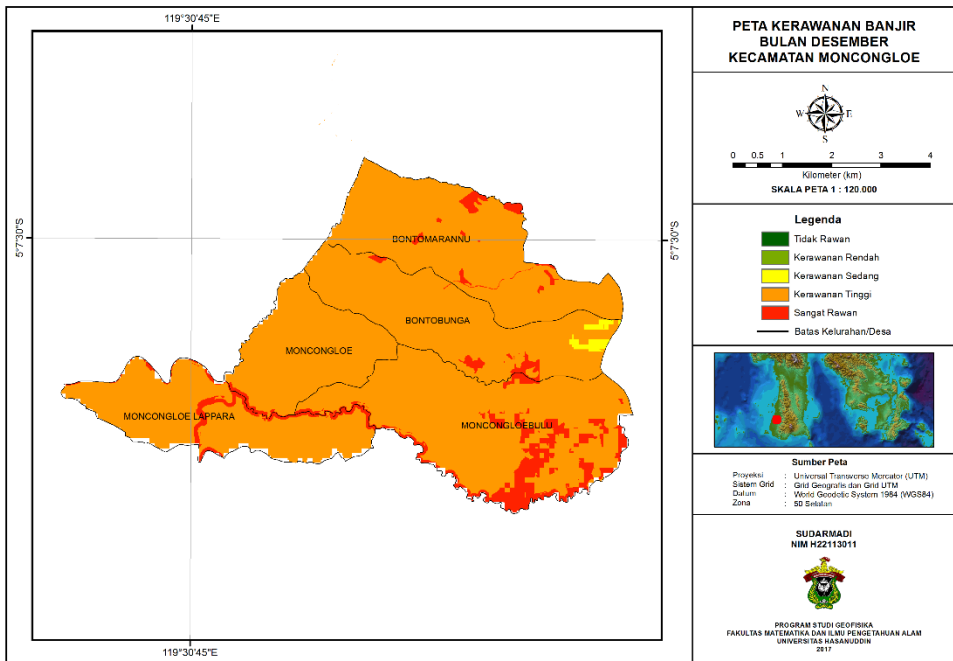 119°30'45"E
5°7'30"S
5°7'30"S
BONTOMARANNU
BONTOBUNGA
MONCONGLOE
MONCONGLOE LAPPARA
MONCONGLOEBULU
119°30'45"E
PETA KERAWANAN BANJIR
BULAN DESEMBER
KECAMATAN MONCONGLOE
N
W E
S
0 0.5 1 2 3 4
Kilometer (km)
SKALA PETA 1 : 120.000
Legenda
Tidak Rawan
Kerawanan Rendah
Kerawanan Sedang
Kerawanan Tinggi
Sangat Rawan
Batas Kelurahan/Desa
Sumber Peta
Proyeksi : Universal Transverse Mercator (UTM)
Sistem Grid : Grid Geografis dan Grid UTM
Datum : World Geodetic System 1984 (WGS84)
Zona : 50 Selatan
SUDARMADI
NIM H22113011
PROGRAM STUDI GEOFISIKA
FAKULTAS MATEMATIKA DAN ILMU PENGETAHUAN ALAM
UNIVERSITAS HASANUDDIN
2017